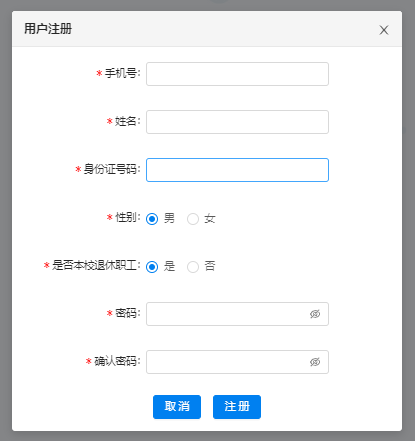 用户注册
*手机号:
*姓名:
*身份证号码:
*性别: 男 女
*是否本校退休职工: 是 否
*密码:
*确认密码:
取消 注册